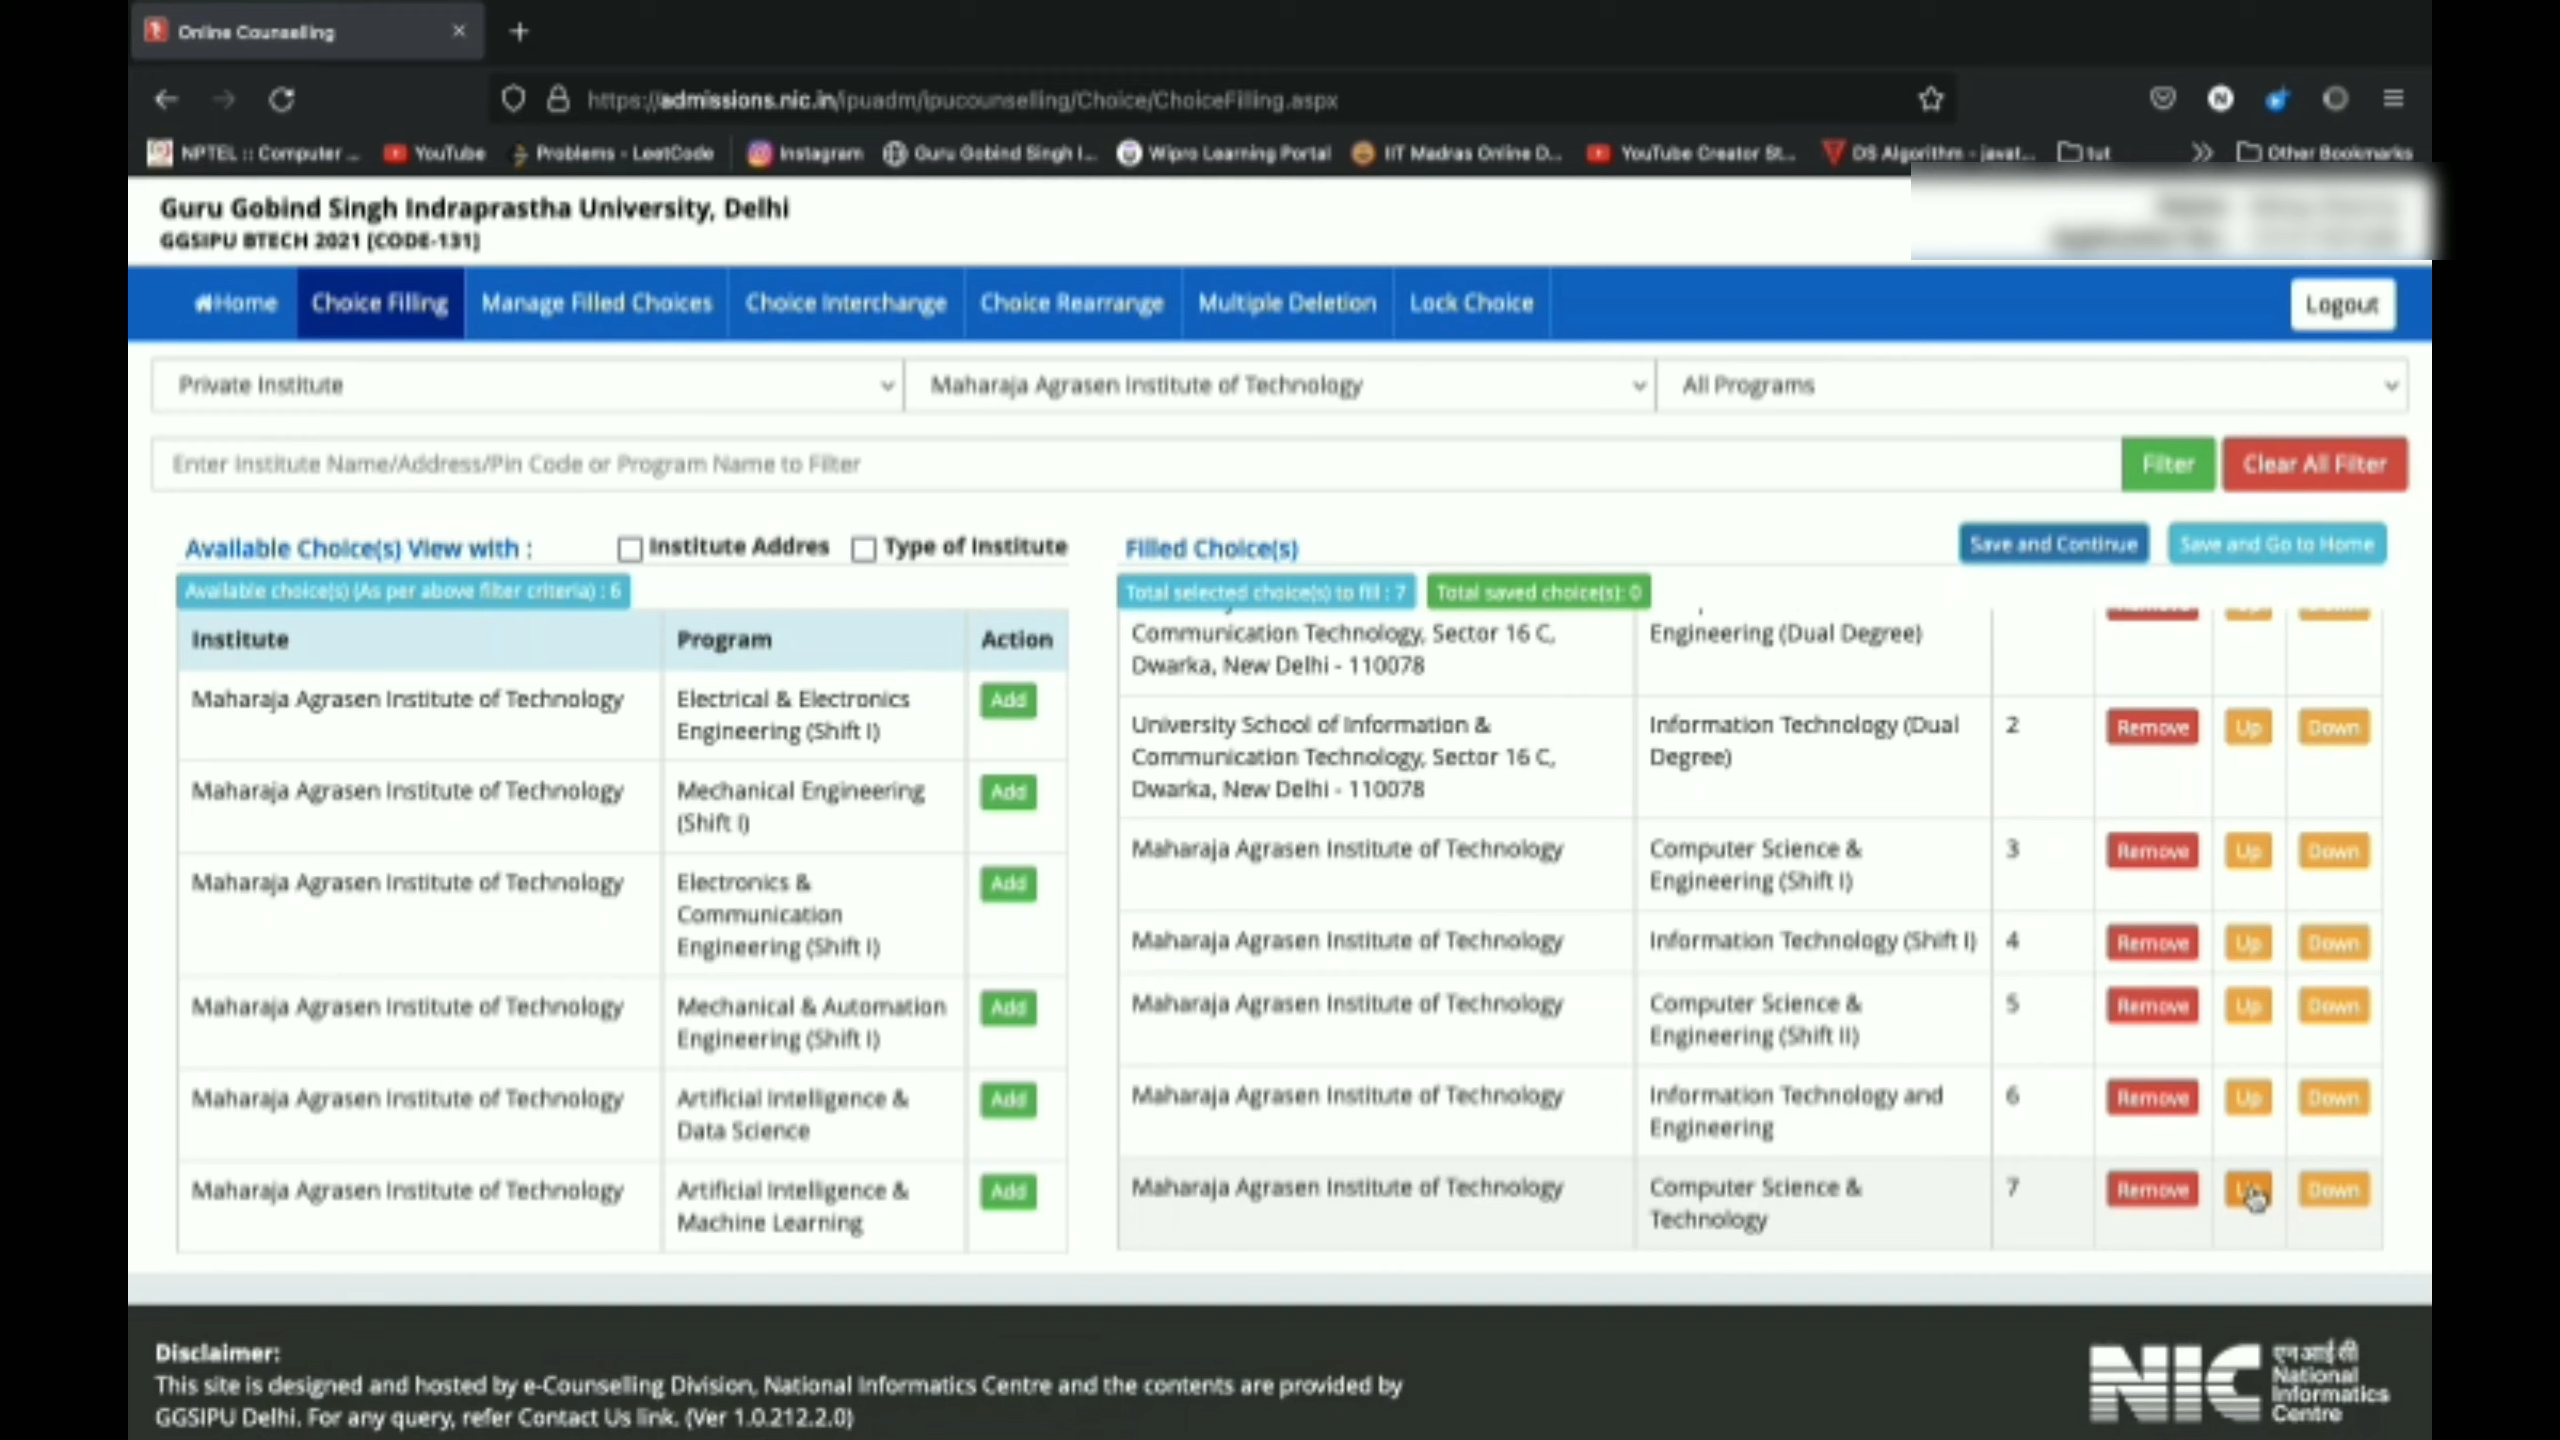 Online Counselling
https://admissions.nic.in/ipuadm/ipucounselling/Choice/ChoiceFilling.aspx
NPTEL :: Computer ... YouTube Problems - LeetCode Instagram Guru Gobind Singh I... Wipro Learning Portal IIT Madras Online D... YouTube Creator St... DS Algorithm - javat... tut Other Bookmarks
Guru Gobind Singh Indraprastha University, Delhi
GGSIPU BTECH 2021 [CODE-131]
Home Choice Filling Manage Filled Choices Choice Interchange Choice Rearrange Multiple Deletion Lock Choice Logout
Private Institute Maharaja Agrasen Institute of Technology All Programs
Enter Institute Name/Address/Pin Code or Program Name to Filter Filter Clear All Filter
Available Choice(s) View with : Institute Addres Type of Institute
Available choice(s) (As per above filter criteria) : 6
Institute Program Action
Maharaja Agrasen Institute of Technology Electrical & Electronics Add
Engineering (Shift I)
Maharaja Agrasen Institute of Technology Mechanical Engineering Add
(Shift I)
Maharaja Agrasen Institute of Technology Electronics & Add
Communication
Engineering (Shift I)
Maharaja Agrasen Institute of Technology Mechanical & Automation Add
Engineering (Shift I)
Maharaja Agrasen Institute of Technology Artificial Intelligence & Add
Data Science
Maharaja Agrasen Institute of Technology Artificial Intelligence & Add
Machine Learning
Filled Choice(s) Save and Continue Save and Go to Home
Total selected choice(s) to fill : 7 Total saved choice(s): 0
Communication Technology, Sector 16 C, Engineering (Dual Degree)
Dwarka, New Delhi - 110078
University School of Information & Information Technology (Dual 2 Remove Up Down
Communication Technology, Sector 16 C, Degree)
Dwarka, New Delhi - 110078
Maharaja Agrasen Institute of Technology Computer Science & 3 Remove Up Down
Engineering (Shift I)
Maharaja Agrasen Institute of Technology Information Technology (Shift I) 4 Remove Up Down
Maharaja Agrasen Institute of Technology Computer Science & 5 Remove Up Down
Engineering (Shift II)
Maharaja Agrasen Institute of Technology Information Technology and 6 Remove Up Down
Engineering
Maharaja Agrasen Institute of Technology Computer Science & 7 Remove Down
Technology
Disclaimer:
This site is designed and hosted by e-Counselling Division, National Informatics Centre and the contents are provided by
GGSIPU Delhi. For any query, refer Contact Us link. (Ver 1.0.212.2.0)
NIC
एन आई सी
National
Informatics
Centre